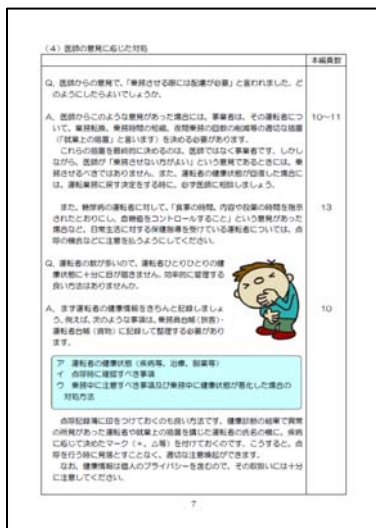 (4) 医師の意見に応じた対処
本編頁数
Q. 医師からの意見で、「乗務させる際には配慮が必要」と言われました。ど
のようにしたらよいでしょうか。
A. 医師からこのような意見があった場合には、事業者は、その運転者につ
いて、業務転換、乗務時間の短縮、夜間乗務の回数の削減等の適切な措置
(「就業上の措置」と言います)を決める必要があります。
10~11
これらの措置を最終的に決めるのは、医師ではなく事業者です。しかし
ながら、医師が「乗務させない方がよい」という意見であるときには、乗
務させるべきではありません。また、運転者の健康状態が回復した場合に
は、運転業務に戻す決定をする時に、必ず医師に相談しましょう。
また、糖尿病の運転者に対して、「食事の時間、内容や投薬の時間を指示
されたとおりにし、血糖値をコントロールすること」という意見があった
場合など、日常生活に対する保健指導を受けている運転者については、点
呼の機会などに注意を払うようにしてください。
13
Q. 運転者の数が多いので、運転者ひとりひとりの健
康状態に十分に目が届きません。効率的に管理する
良い方法はありませんか。
A. まず運転者の健康情報をきちんと記録しましょ
う。例えば、次のような事項は、乗務員台帳(旅客)・
運転者台帳(貨物)に記録して整理する必要があり
ます。
10
ア 運転者の健康状態(疾病等、治療、服薬等)
イ 点呼時に確認すべき事項
ウ 乗務中に注意すべき事項及び乗務中に健康状態が悪化した場合の
対処方法
点呼記録簿に印をつけておくのも良い方法です。健康診断の結果で異常
の所見があった運転者や就業上の措置を講じた運転者の氏名の横に、疾病
に応じて決めたマーク(*、△等)を付けておくのです。こうすると、点
呼を行う時に見落とすことなく、適切な注意喚起ができます。
なお、健康情報は個人のプライバシーを含むので、その取扱いには十分
に注意してください。
7